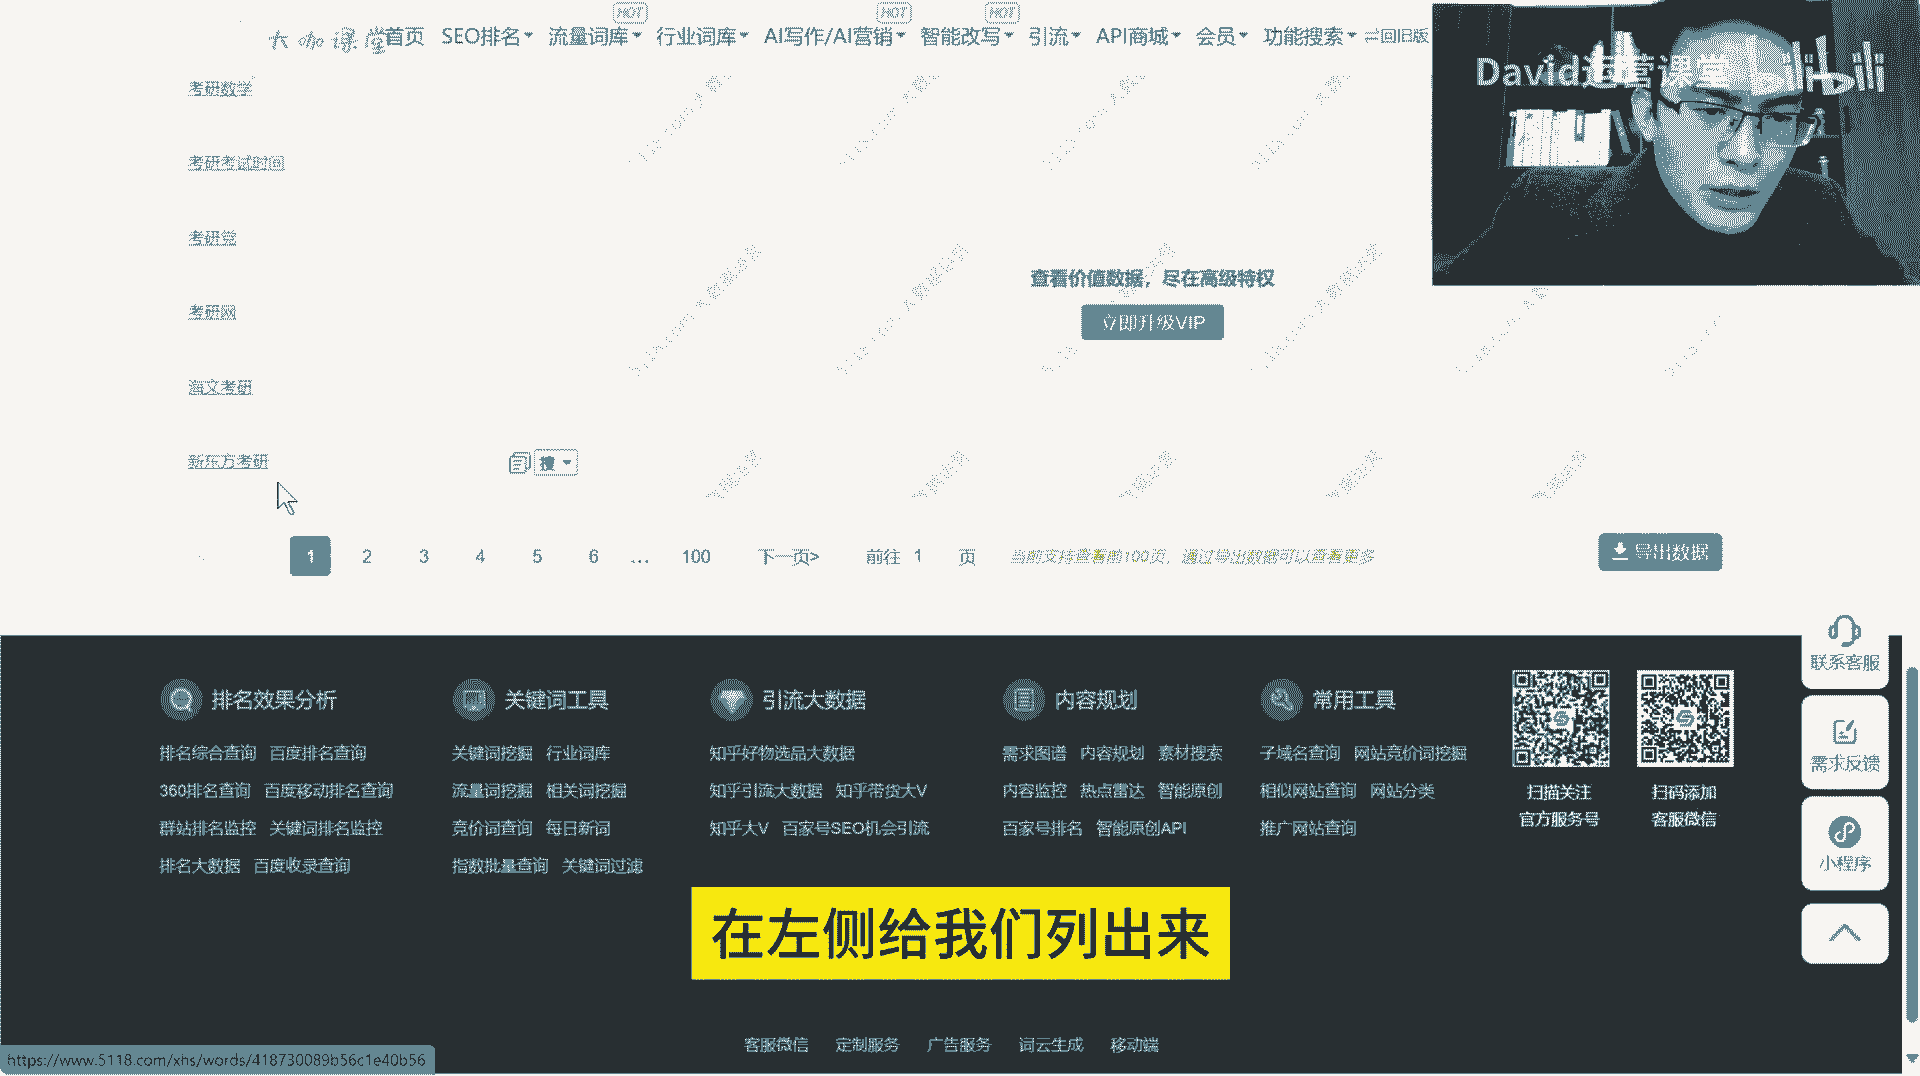 HOT
HOT
HOT
大咖课堂
首页 SEO排名 流量词库 行业词库 AI写作/AI营销 智能改写 引流 API商城 会员 功能搜索 回旧版
David运营课堂 bilibili
考研数学
考研考试时间
考研党
考研网
海文考研
新东方考研
搜
查看价值数据，尽在高级特权
立即升级VIP
1 2 3 4 5 6 ... 100 下一页> 前往 1 页 当前支持查看前100页，通过导出数据可以查看更多
导出数据
联系客服
需求反馈
小程序
排名效果分析
排名综合查询 百度排名查询
360排名查询 百度移动排名查询
群站排名监控 关键词排名监控
排名大数据 百度收录查询
关键词工具
关键词挖掘 行业词库
流量词挖掘 相关词挖掘
竞价词查询 每日新词
指数批量查询 关键词过滤
引流大数据
知乎好物选品大数据
知乎引流大数据 知乎带货大V
知乎大V 百家号SEO机会引流
内容规划
需求图谱 内容规划 素材搜索
内容监控 热点雷达 智能原创
百家号排名 智能原创API
常用工具
子域名查询 网站竞价词挖掘
相似网站查询 网站分类
推广网站查询
扫描关注
官方服务号
扫码添加
客服微信
在左侧给我们列出来
客服微信 定制服务 广告服务 词云生成 移动端
https://www.5118.com/xhs/words/418730089b56c1e40b56